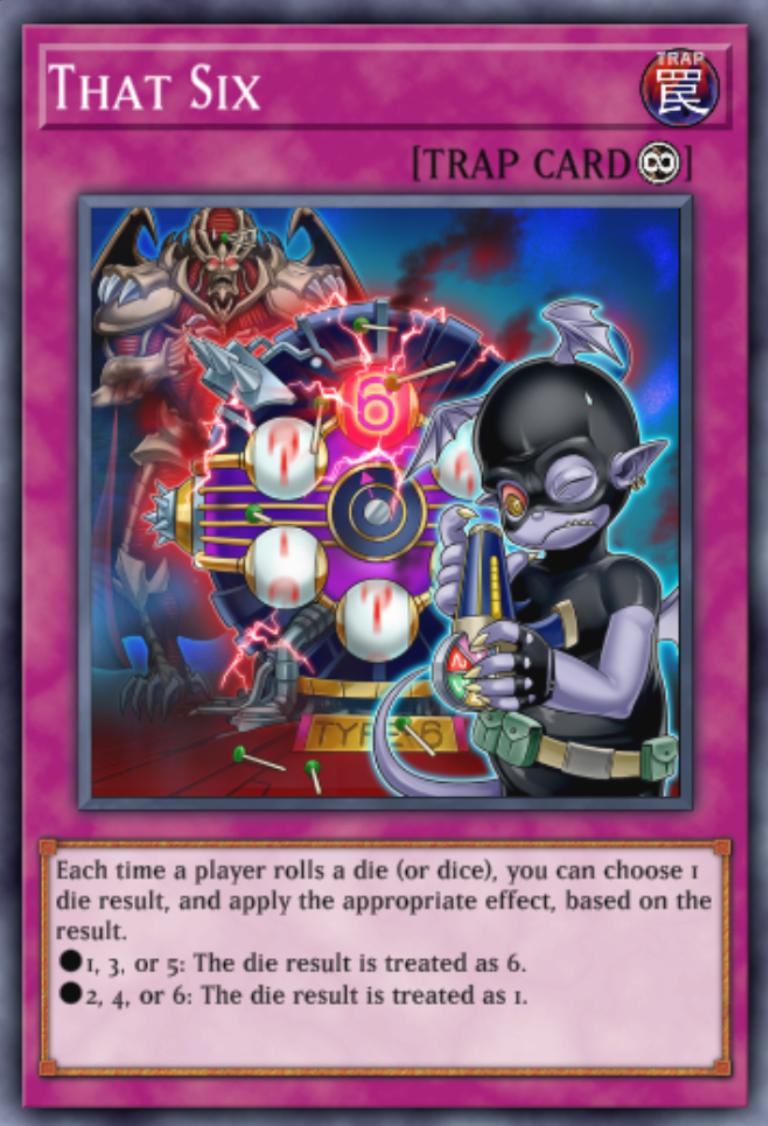 THAT SIX
TRAP
罠
[TRAP CARD]
6
2
TYPE 6
Each time a player rolls a die (or dice), you can choose 1
die result, and apply the appropriate effect, based on the
result.
●1, 3, or 5: The die result is treated as 6.
●2, 4, or 6: The die result is treated as 1.